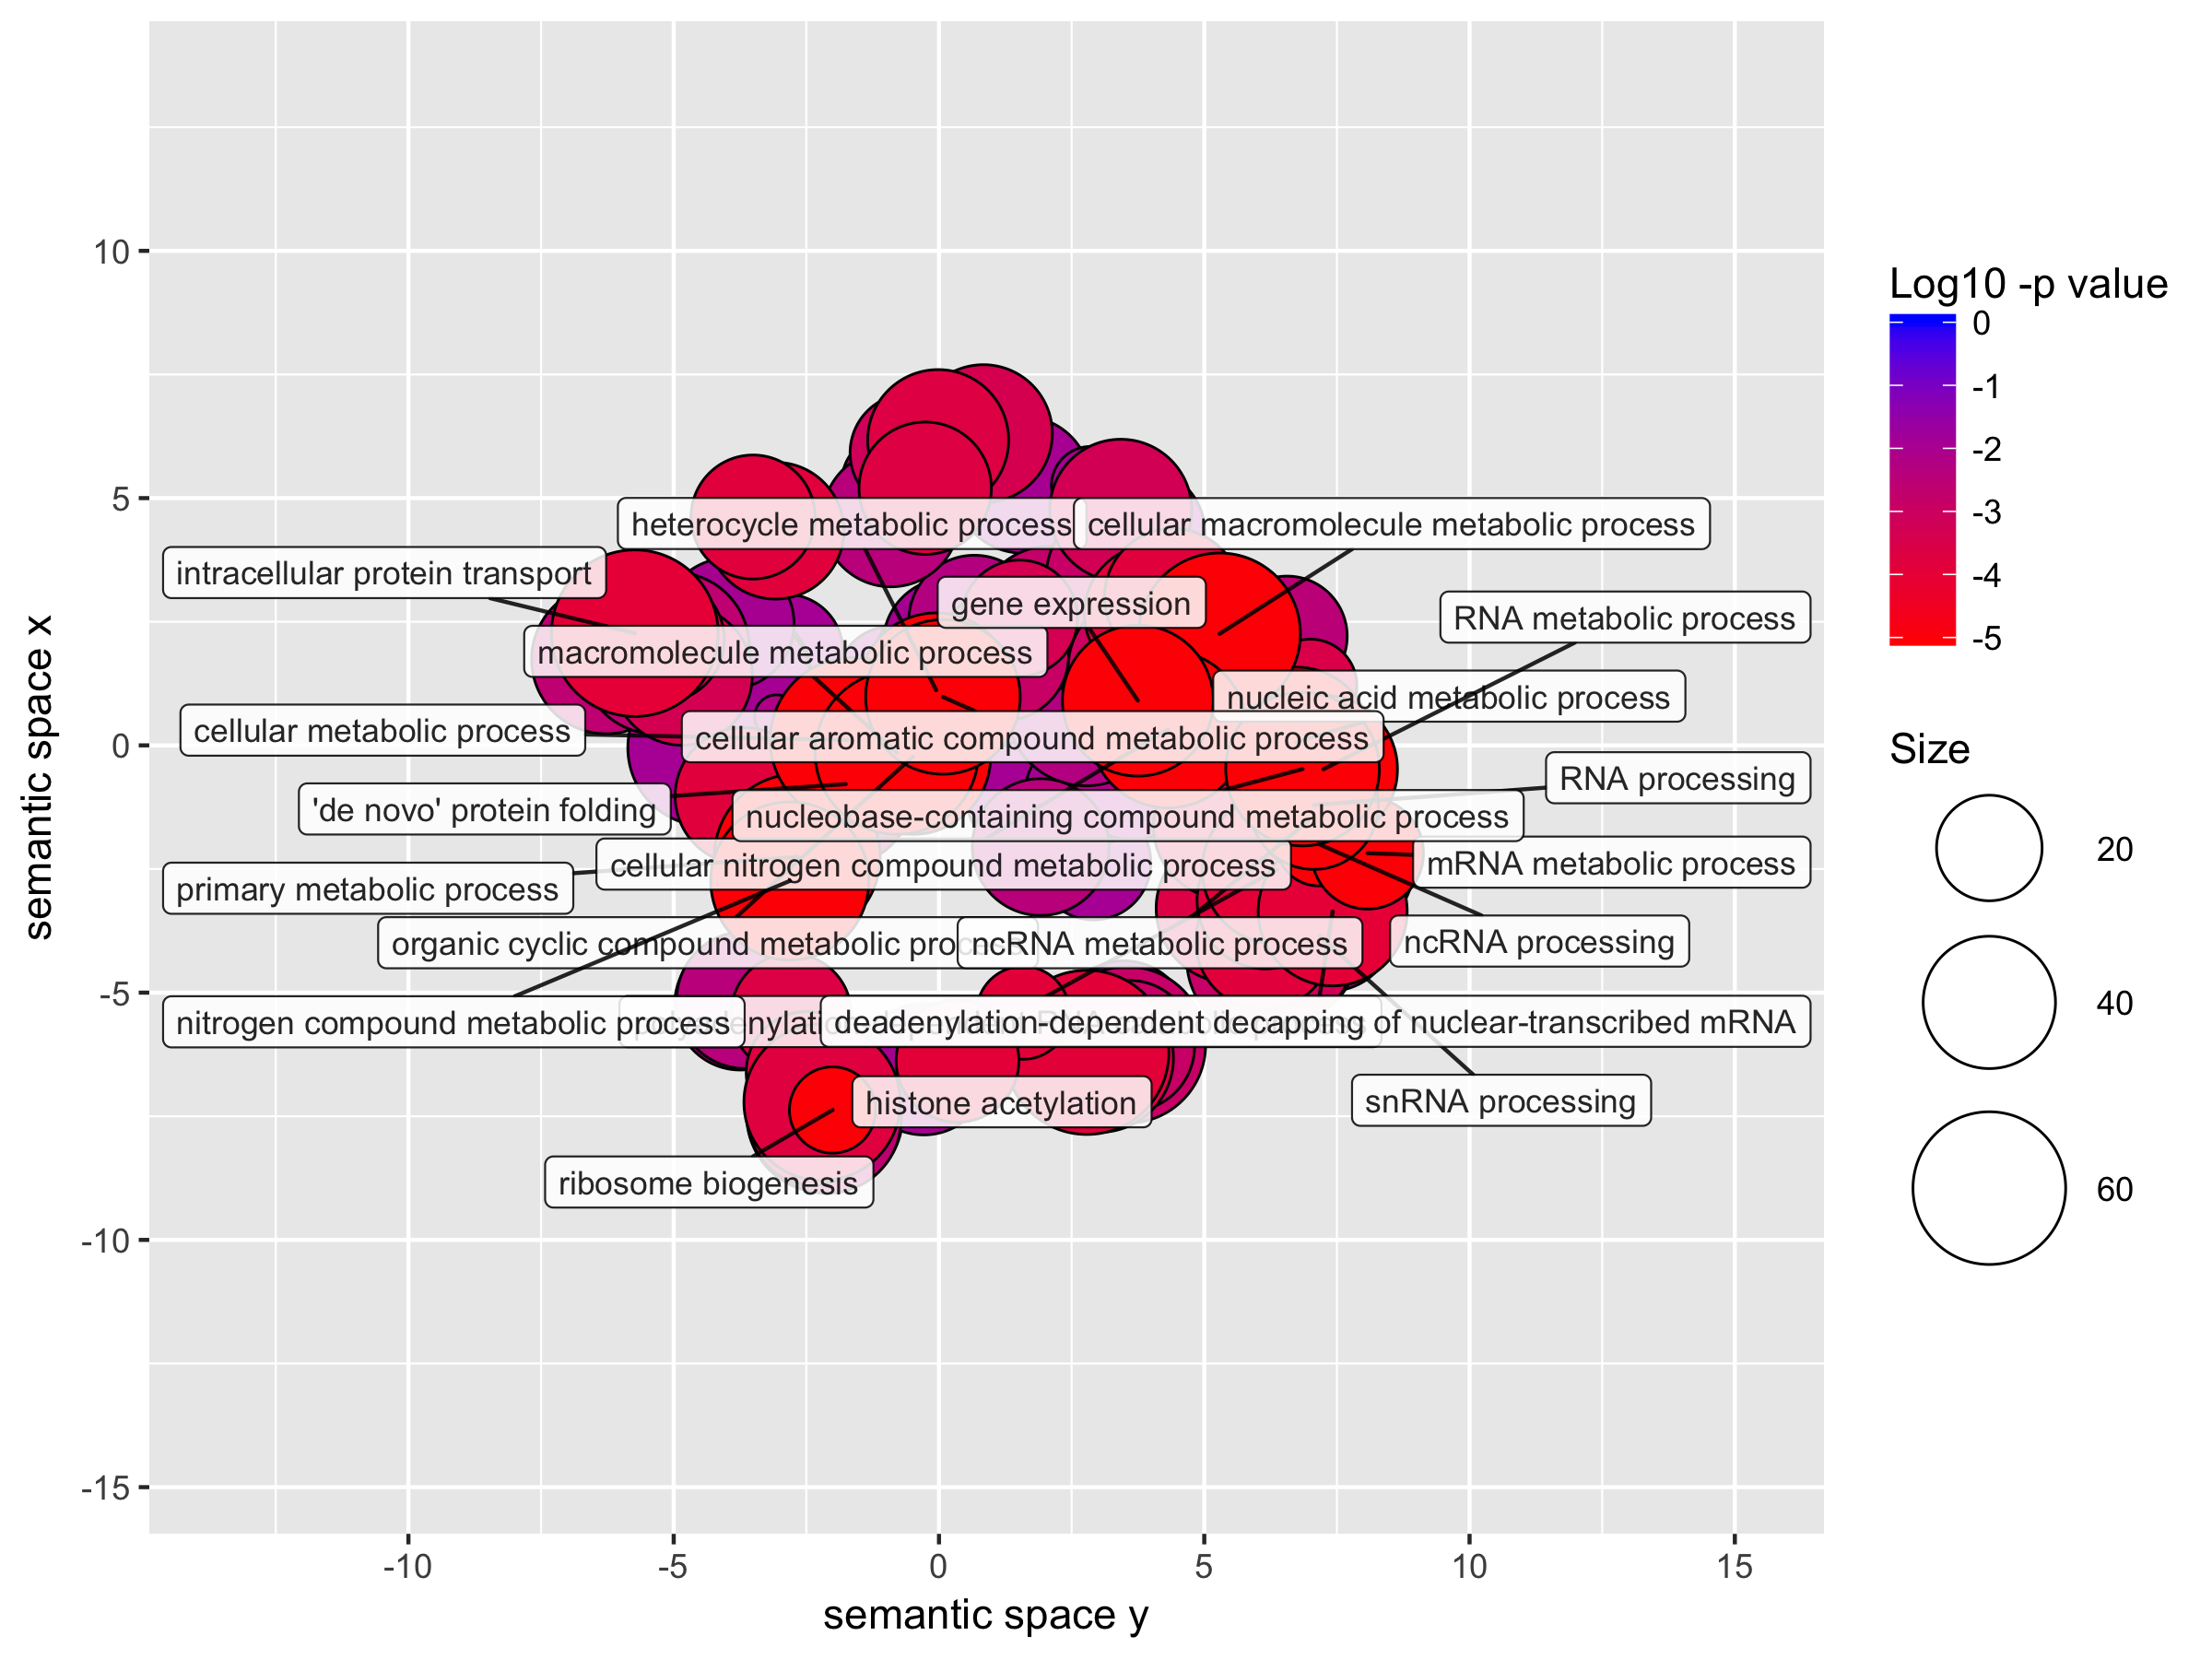 heterocycle metabolic process
cellular macromolecule metabolic process
intracellular protein transport
gene expression
RNA metabolic process
macromolecule metabolic process
nucleic acid metabolic process
cellular metabolic process
cellular aromatic compound metabolic process
RNA processing
'de novo' protein folding
nucleobase-containing compound metabolic process
mRNA metabolic process
cellular nitrogen compound metabolic process
primary metabolic process
organic cyclic compound metabolic
ncRNA metabolic process
ncRNA processing
nitrogen compound metabolic process
deadenylation-dependent decapping of nuclear-transcribed mRNA
histone acetylation
snRNA processing
ribosome biogenesis
10
5
0
-5
-10
-15
semantic space x
-10
-5
0
5
10
15
semantic space y
Log10 -p value
0
-1
-2
-3
-4
-5
Size
20
40
60